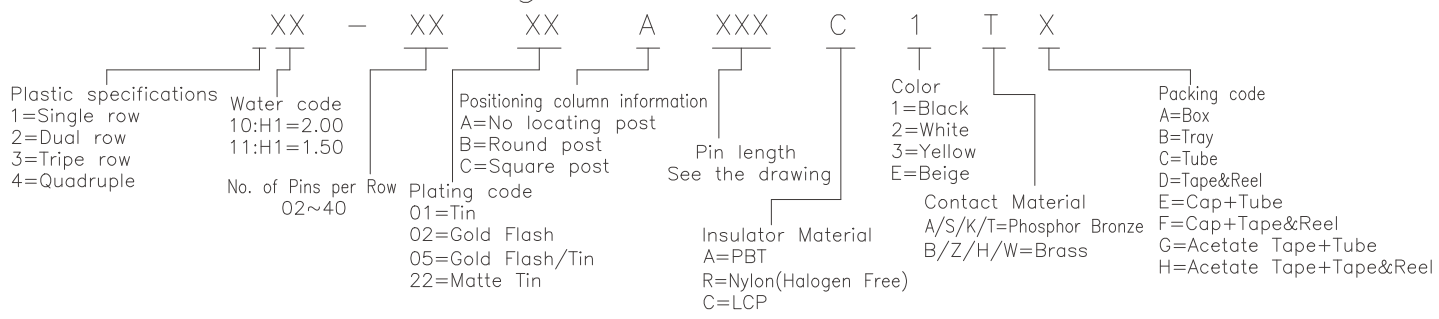 XX - XX XX A XXX C 1 T X
Plastic specifications
1=Single row
2=Dual row
3=Tripe row
4=Quadruple
Water code
10:H1=2.00
11:H1=1.50
No. of Pins per Row
02~40
Plating code
01=Tin
02=Gold Flash
05=Gold Flash/Tin
22=Matte Tin
Positioning column information
A=No locating post
B=Round post
C=Square post
Pin length
See the drawing
Insulator Material
A=PBT
R=Nylon(Halogen Free)
C=LCP
Color
1=Black
2=White
3=Yellow
E=Beige
Contact Material
A/S/K/T=Phosphor Bronze
B/Z/H/W=Brass
Packing code
A=Box
B=Tray
C=Tube
D=Tape&Reel
E=Cap+Tube
F=Cap+Tape&Reel
G=Acetate Tape+Tube
H=Acetate Tape+Tape&Reel